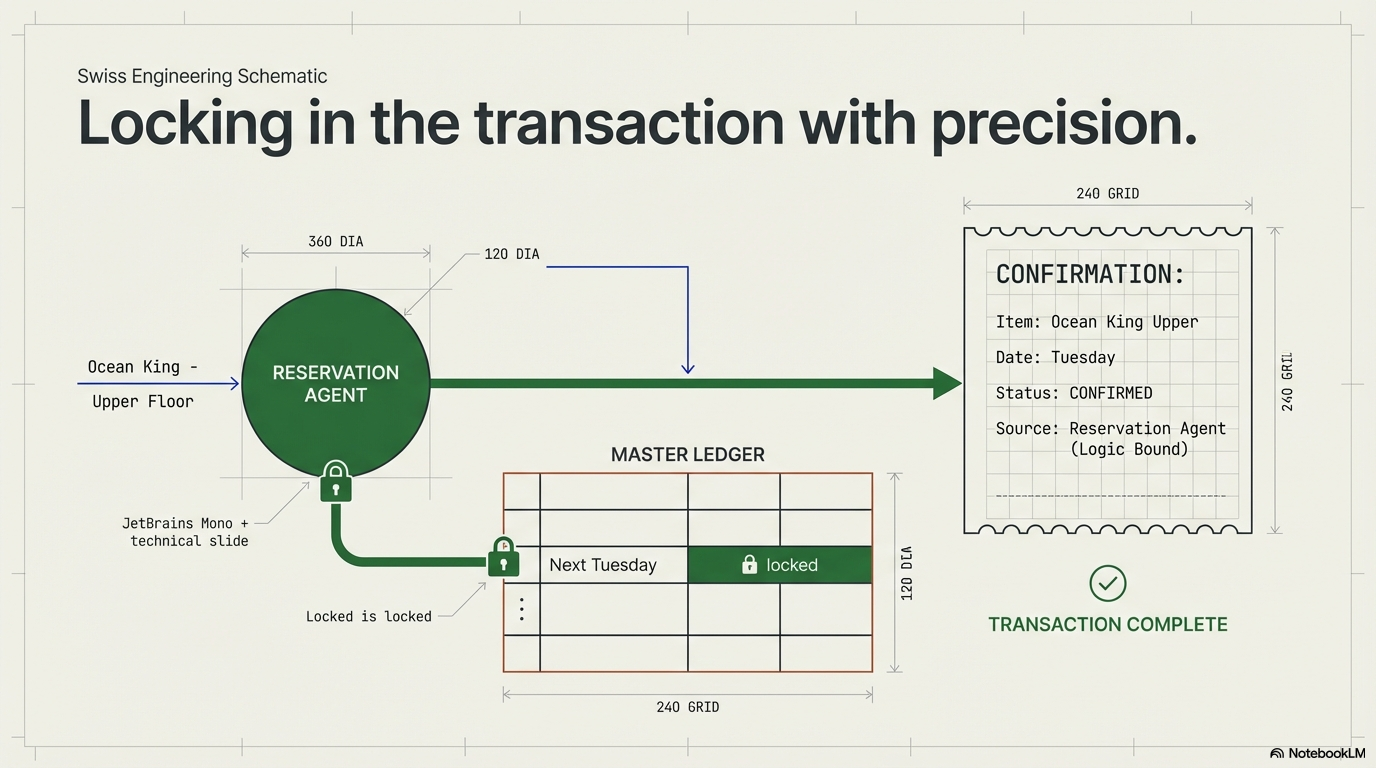 Swiss Engineering Schematic
Locking in the transaction with precision.
360 DIA
120 DIA
Ocean King -
Upper Floor
RESERVATION
AGENT
JetBrains Mono +
technical slide
Locked is locked
MASTER LEDGER
Next Tuesday
locked
120 DIA
240 GRID
240 GRID
CONFIRMATION:
Item: Ocean King Upper
Date: Tuesday
Status: CONFIRMED
Source: Reservation Agent
(Logic Bound)
240 GRID
TRANSACTION COMPLETE
NotebookLM